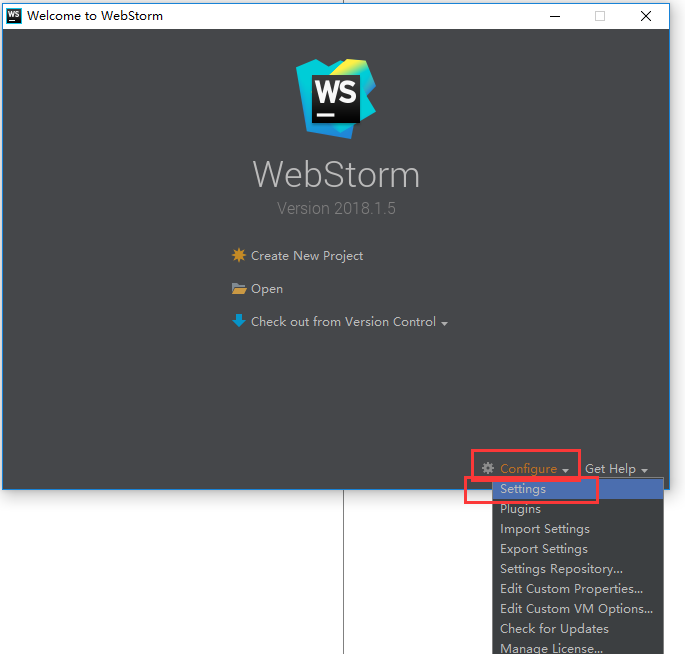 WS Welcome to WebStorm
WS
WebStorm
Version 2018.1.5
Create New Project
Open
Check out from Version Control
Configure Get Help
Settings
Plugins
Import Settings
Export Settings
Settings Repository...
Edit Custom Properties...
Edit Custom VM Options...
Check for Updates
Manage License...